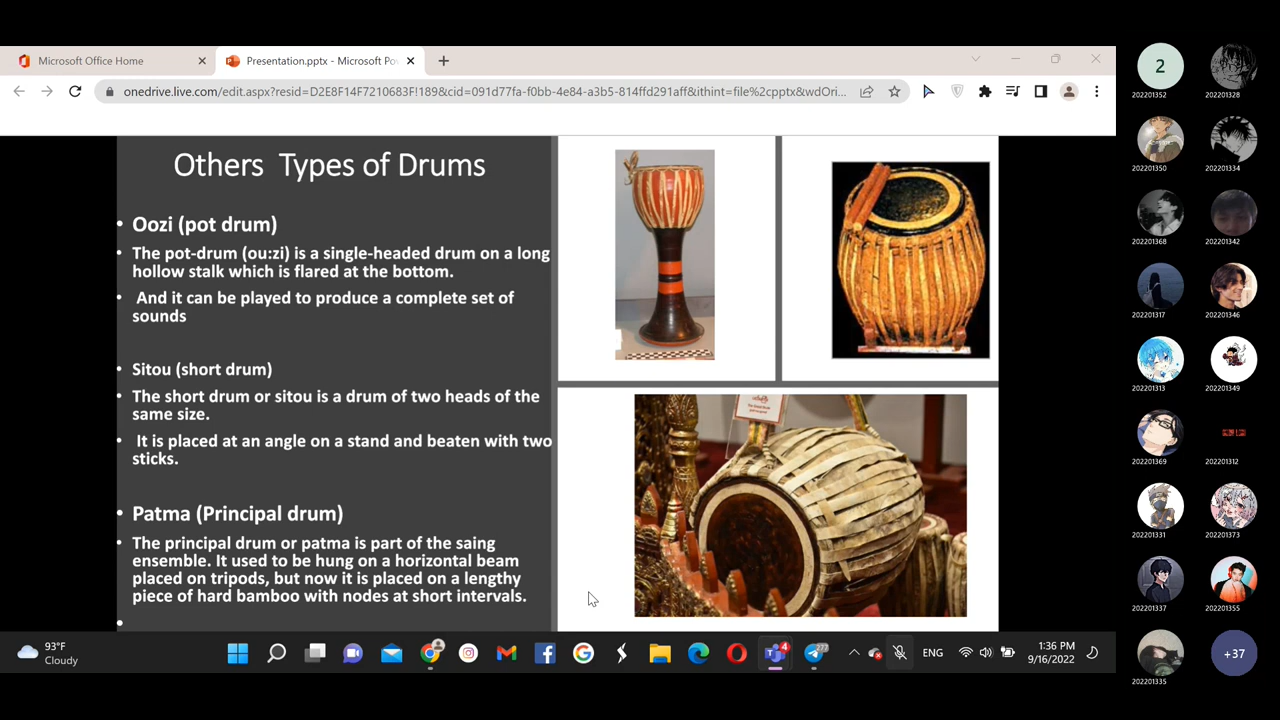 Microsoft Office Home
Presentation.pptx - Microsoft Po
onedrive.live.com/edit.aspx?resid=D2E8F14F7210683F!189&cid=091d77fa-f0bb-4e84-a3b5-814ffd291aff&ithint=file%2cpptx&wdOri...
Others Types of Drums
• Oozi (pot drum)
• The pot-drum (ou:zi) is a single-headed drum on a long
hollow stalk which is flared at the bottom.
• And it can be played to produce a complete set of
sounds
• Sitou (short drum)
• The short drum or sitou is a drum of two heads of the
same size.
• It is placed at an angle on a stand and beaten with two
sticks.
• Patma (Principal drum)
• The principal drum or patma is part of the saing
ensemble. It used to be hung on a horizontal beam
placed on tripods, but now it is placed on a lengthy
piece of hard bamboo with nodes at short intervals.
•
2
202201352
202201328
202201350
202201334
202201368
202201342
202201317
202201346
202201313
202201349
202201369
202201312
202201331
202201373
202201337
202201355
202201335
+37
93°F
Cloudy
4
277
ENG
1:36 PM
9/16/2022